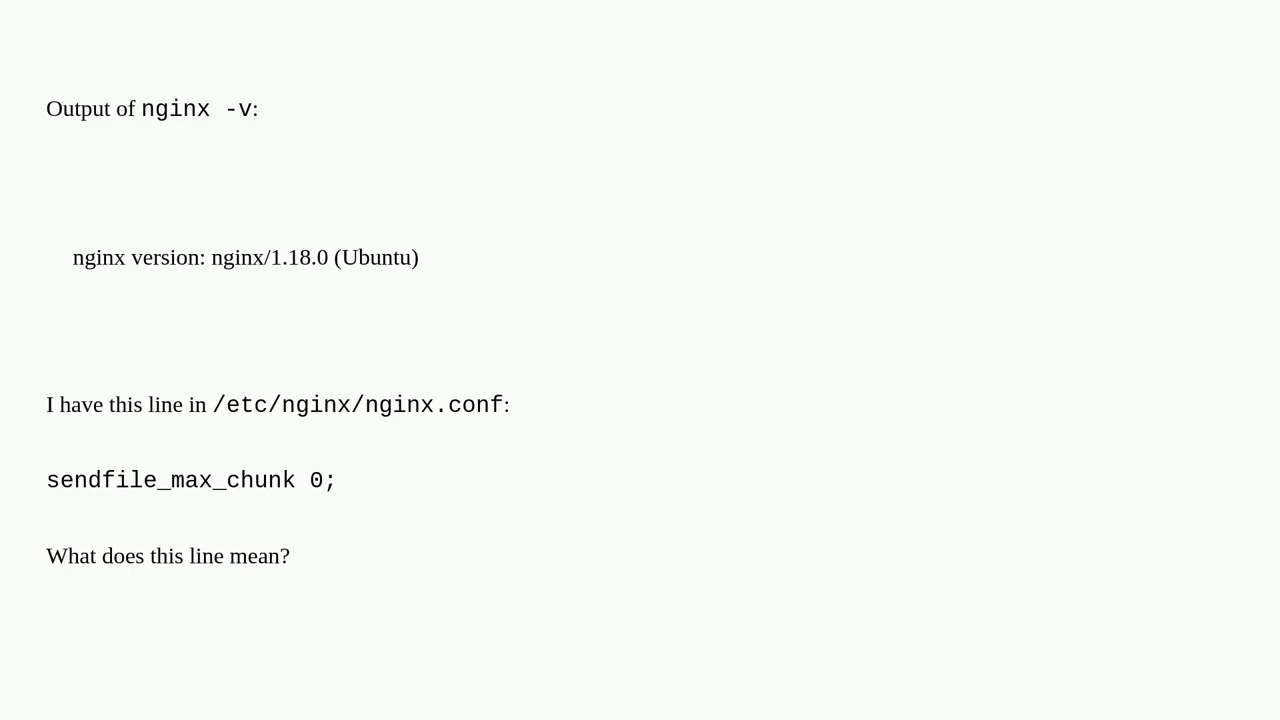 Output of nginx -v:
nginx version: nginx/1.18.0 (Ubuntu)
I have this line in /etc/nginx/nginx.conf:
sendfile_max_chunk 0;
What does this line mean?